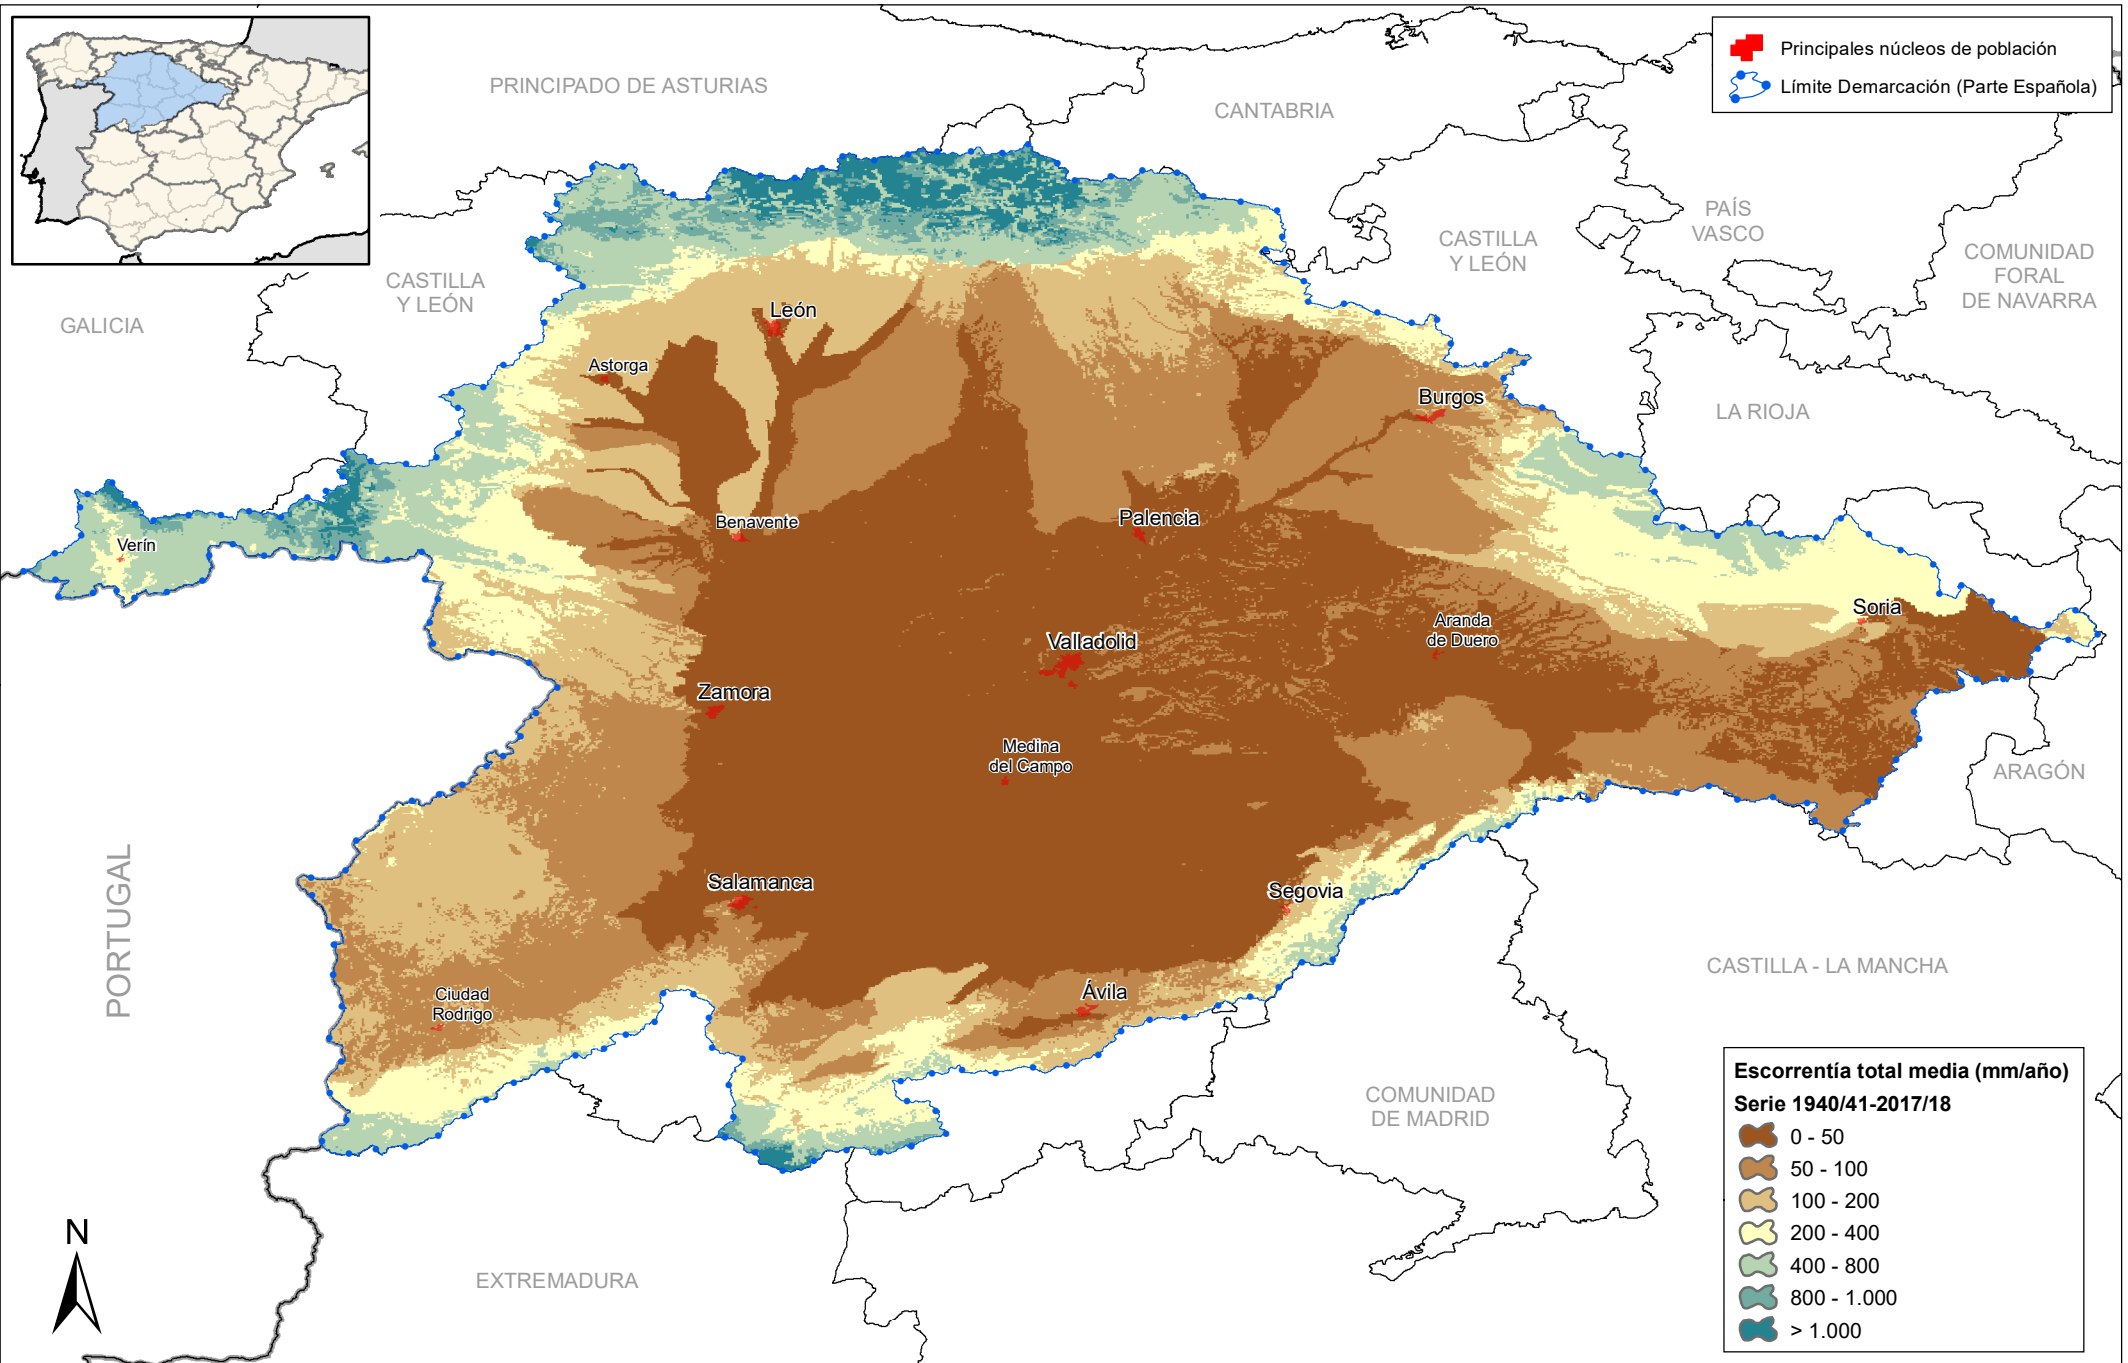 Principales núcleos de población
Límite Demarcación (Parte Española)
PRINCIPADO DE ASTURIAS
CANTABRIA
PAÍS
VASCO
CASTILLA
Y LEÓN
COMUNIDAD
FORAL
DE NAVARRA
CASTILLA
Y LEÓN
GALICIA
León
Astorga
Burgos
LA RIOJA
Benavente
Palencia
Verín
Soria
Aranda
de Duero
Valladolid
Zamora
Medina
del Campo
ARAGÓN
PORTUGAL
Salamanca
Segovia
CASTILLA - LA MANCHA
Ciudad
Rodrigo
Ávila
COMUNIDAD
DE MADRID
EXTREMADURA
N
Escorrentía total media (mm/año)
Serie 1940/41-2017/18
0 - 50
50 - 100
100 - 200
200 - 400
400 - 800
800 - 1.000
> 1.000